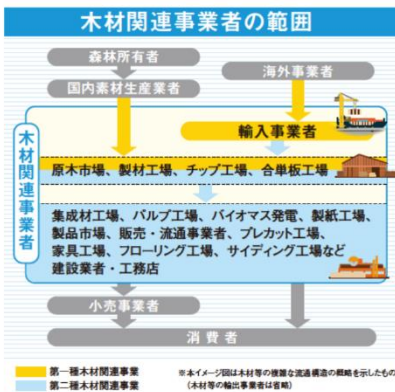 木材関連事業者の範囲
森林所有者
海外事業者
国内素材生産業者
木材関連事業者
輸入事業者
原木市場、製材工場、チップ工場、合単板工場
集成材工場、パルプ工場、バイオマス発電、製紙工場、
製品市場、販売・流通事業者、プレカット工場、
家具工場、フローリング工場、サイディング工場など
建設業者・工務店
小売事業者
消費者
第一種木材関連事業
第二種木材関連事業
※本イメージ図は木材等の複雑な流通構造の概略を示したもの
(木材等の輸出事業者は省略)